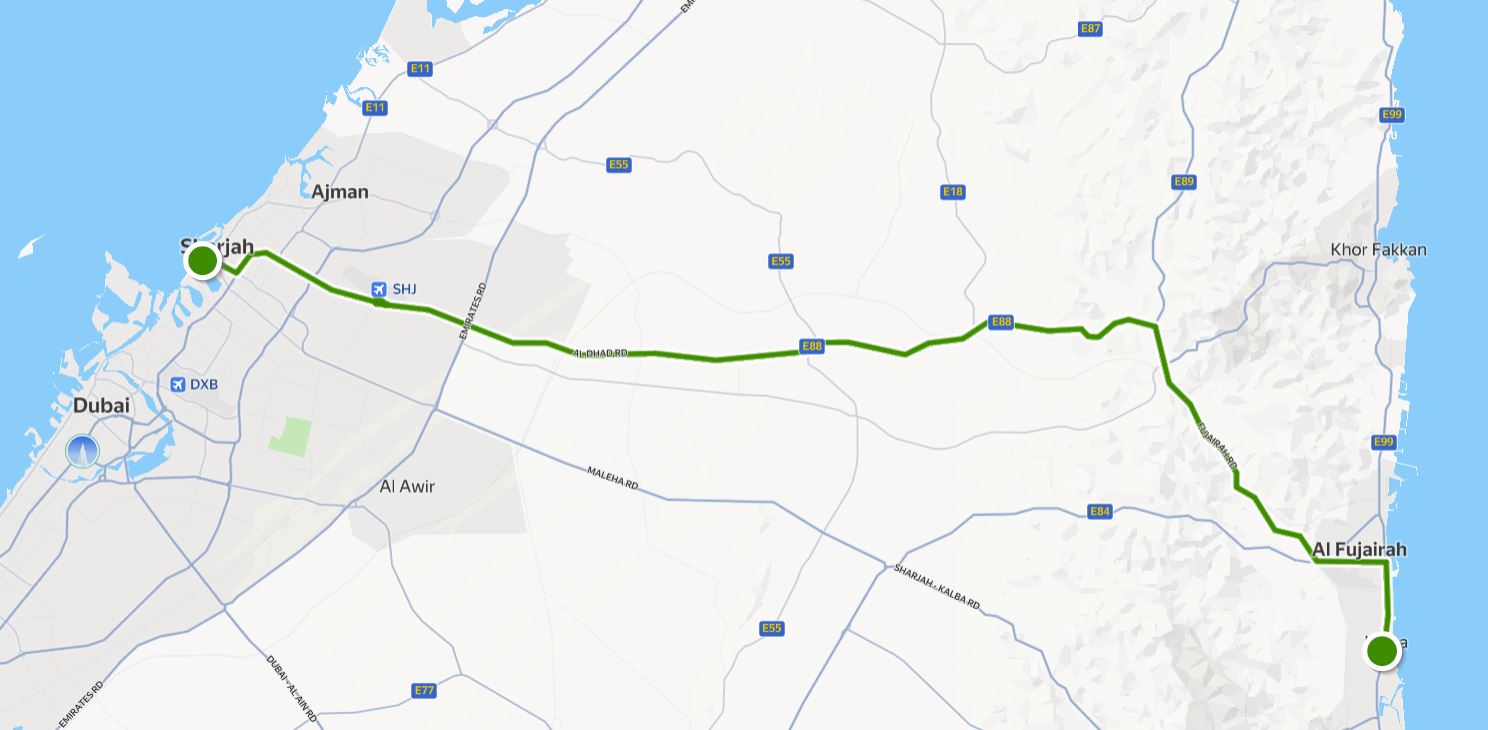 EM
E87
E11
E11
E99
E55
E89
Ajman
E18
Sharjah
Khor Fakkan
E55
SHJ
EMIRATES RD
E88
E88
AL DHAD RD
DXB
Dubai
E99
FUJAIRAH RD
MALEHA RD
Al Awir
E84
Al Fujairah
SHARJAH - KALBA RD
E55
a
DUBAI - AL AIN RD
E77
EMIRATES RD